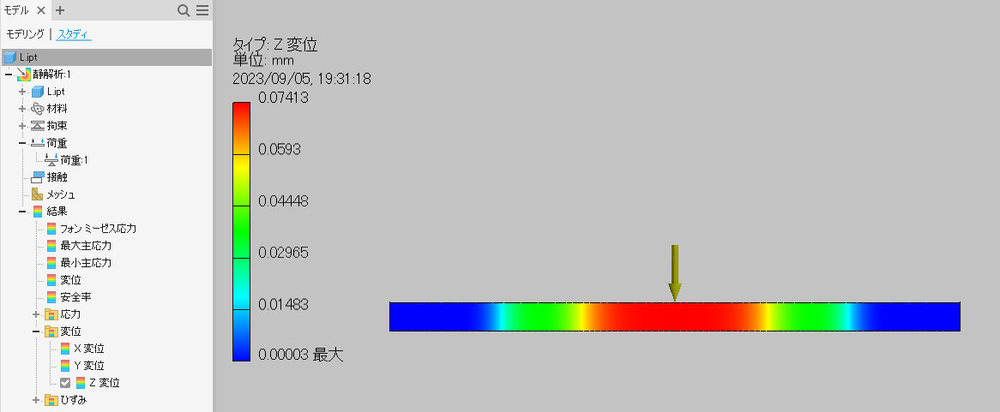 モデル
モデリング
スタディ
L.ipt
静解析:1
L.ipt
材料
拘束
荷重
荷重:1
接触
メッシュ
結果
フォン ミーゼス応力
最大主応力
最小主応力
変位
安全率
応力
変位
X 変位
Y 変位
Z 変位
ひずみ
タイプ: Z 変位
単位: mm
2023/09/05, 19:31:18
0.07413
0.0593
0.04448
0.02965
0.01483
0.00003 最大